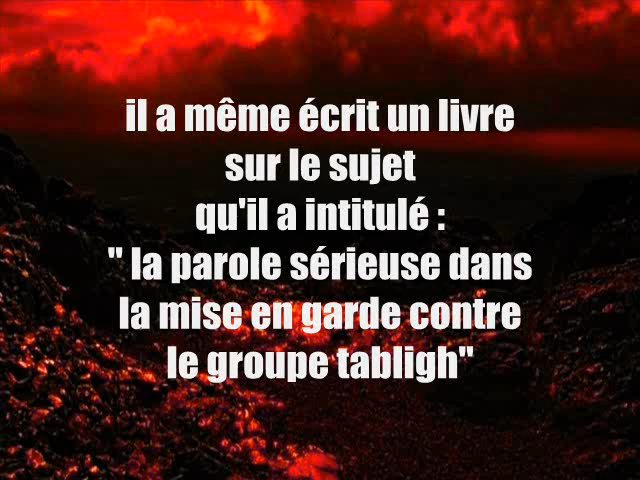 il a même écrit un livre
sur le sujet
qu'il a intitulé :
" la parole sérieuse dans
la mise en garde contre
le groupe tabligh"